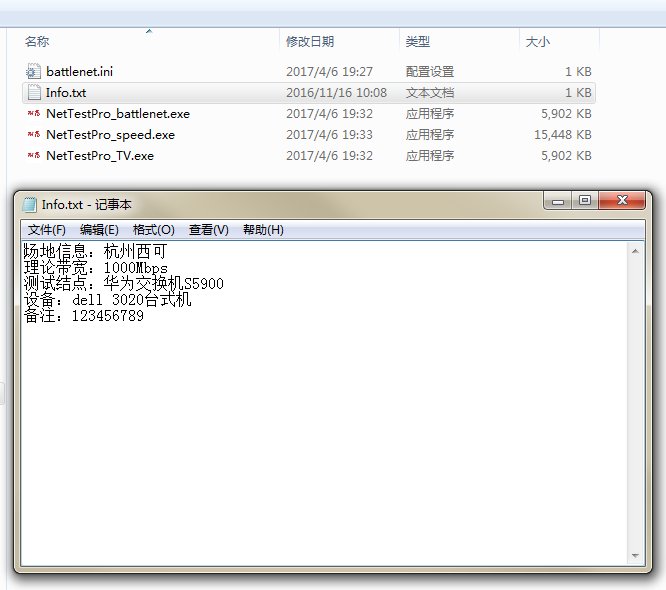 名称 修改日期 类型 大小
battlenet.ini 2017/4/6 19:27 配置设置 1 KB
Info.txt 2016/11/16 10:08 文本文档 1 KB
NetTestPro_battlenet.exe 2017/4/6 19:32 应用程序 5,902 KB
NetTestPro_speed.exe 2017/4/6 19:33 应用程序 15,448 KB
NetTestPro_TV.exe 2017/4/6 19:32 应用程序 5,902 KB
Info.txt - 记事本
文件(F) 编辑(E) 格式(O) 查看(V) 帮助(H)
场地信息：杭州西可
理论带宽：1000Mbps
测试结点：华为交换机S5900
设备：dell 3020台式机
备注：123456789